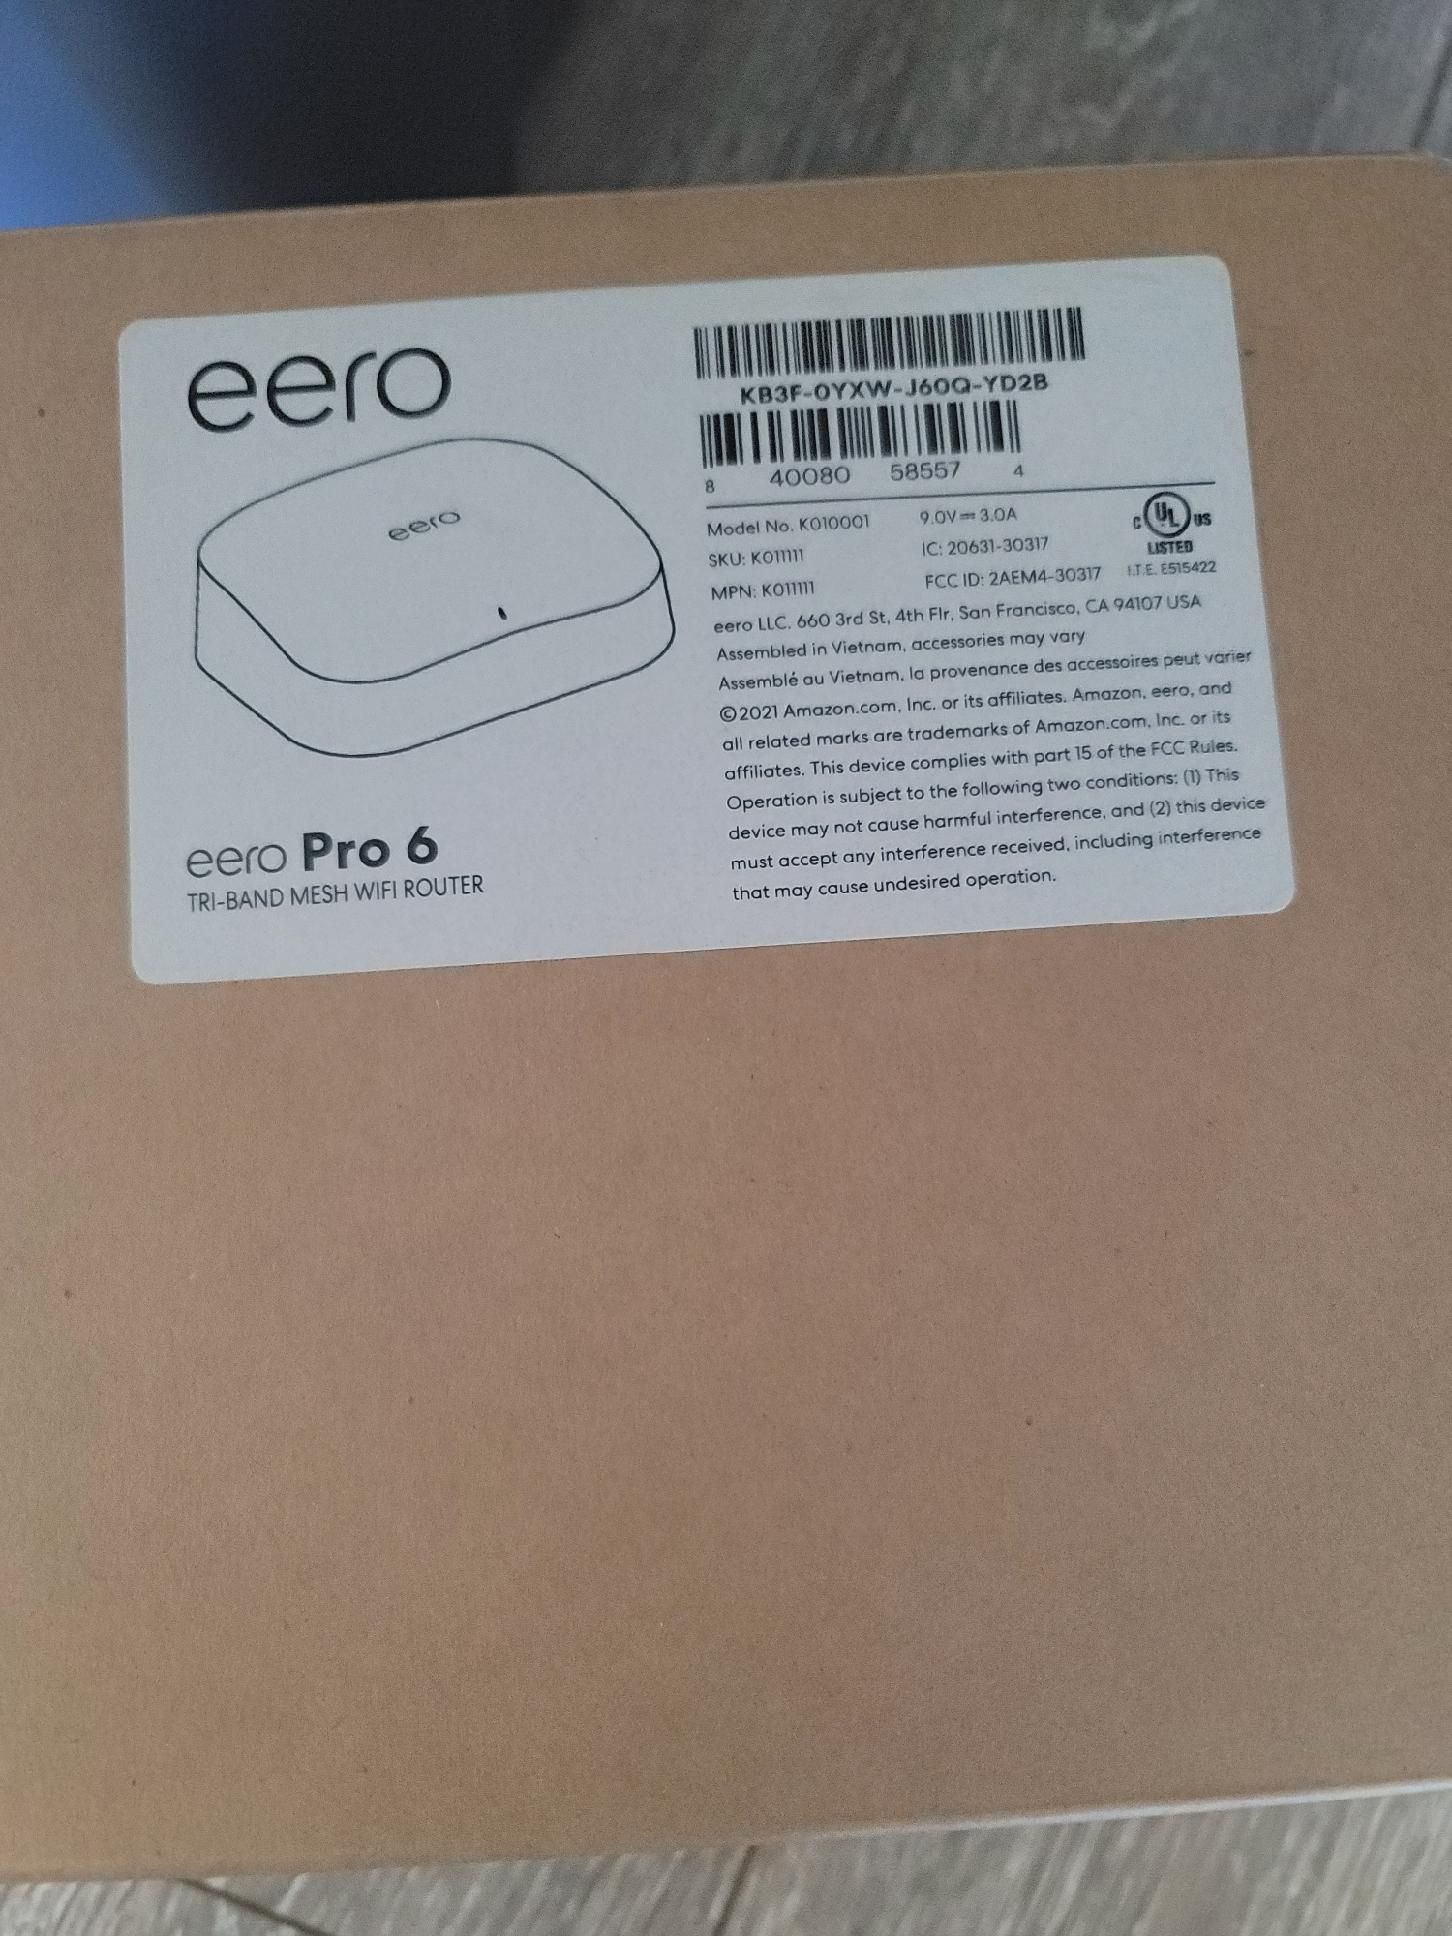 eero
eero
eero Pro 6
TRI-BAND MESH WIFI ROUTER
KB3F-0YXW-J60Q-YD2B
8 40080 58557 4
Model No. K010001 9.0V⎓3.0A
SKU: K011111 IC: 20631-30317
MPN: K011111 FCC ID: 2AEM4-30317
C UL US
LISTED
I.T.E. E515422
eero LLC. 660 3rd St, 4th Flr, San Francisco, CA 94107 USA
Assembled in Vietnam, accessories may vary
Assemblé au Vietnam, la provenance des accessoires peut varier
©2021 Amazon.com, Inc. or its affiliates. Amazon, eero, and
all related marks are trademarks of Amazon.com, Inc. or its
affiliates. This device complies with part 15 of the FCC Rules.
Operation is subject to the following two conditions: (1) This
device may not cause harmful interference, and (2) this device
must accept any interference received, including interference
that may cause undesired operation.